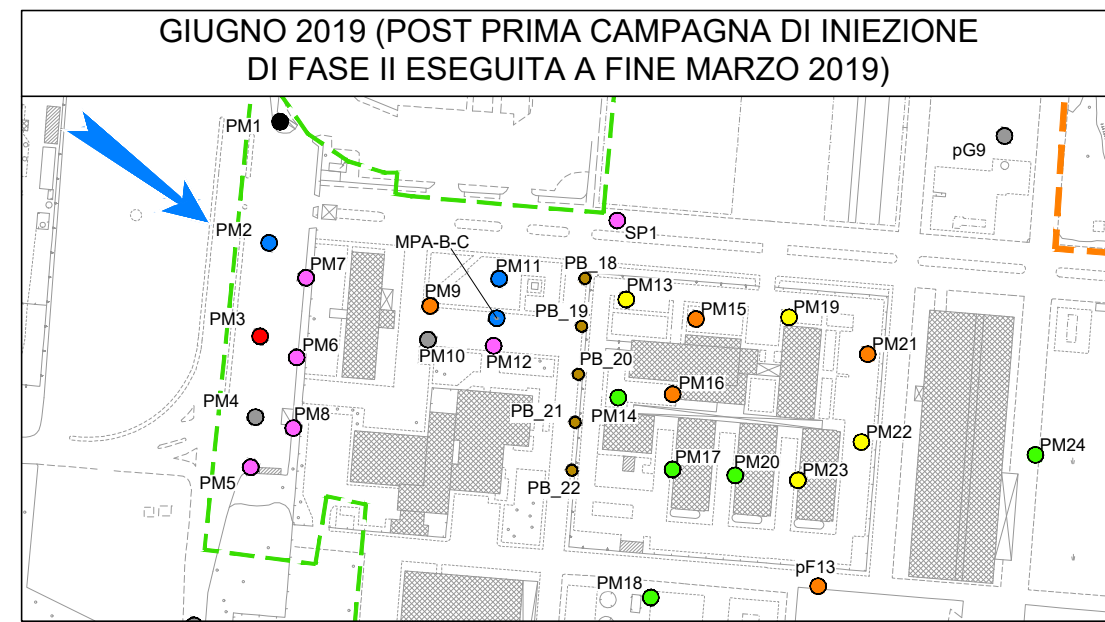 GIUGNO 2019 (POST PRIMA CAMPAGNA DI INIEZIONE
DI FASE II ESEGUITA A FINE MARZO 2019)
PM1
pG9
PM2
SP1
MPA-B-C
PM7
PM11
PB_18
PM13
PM9
PM15
PM19
PM3
PB_19
PM21
PM6
PM10
PM12
PB_20
PM16
PM4
PM8
PB_21
PM14
PM22
PM24
PM5
PB_22
PM17
PM20
PM23
pF13
PM18